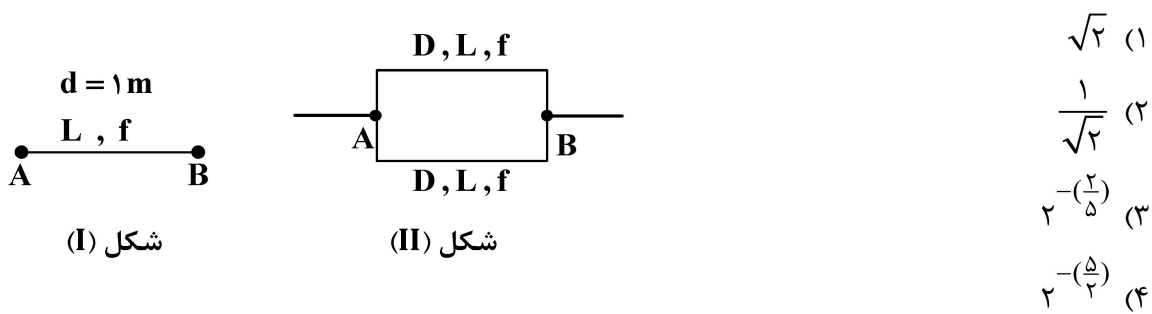 d = ۱m
L , f
A B
شکل (I)
D , L , f
A B
D , L , f
شکل (II)
۱) √۲
۲) ۱/√۲
۳) ۲^-(۲/۵)
۴) ۲^-(۵/۲)